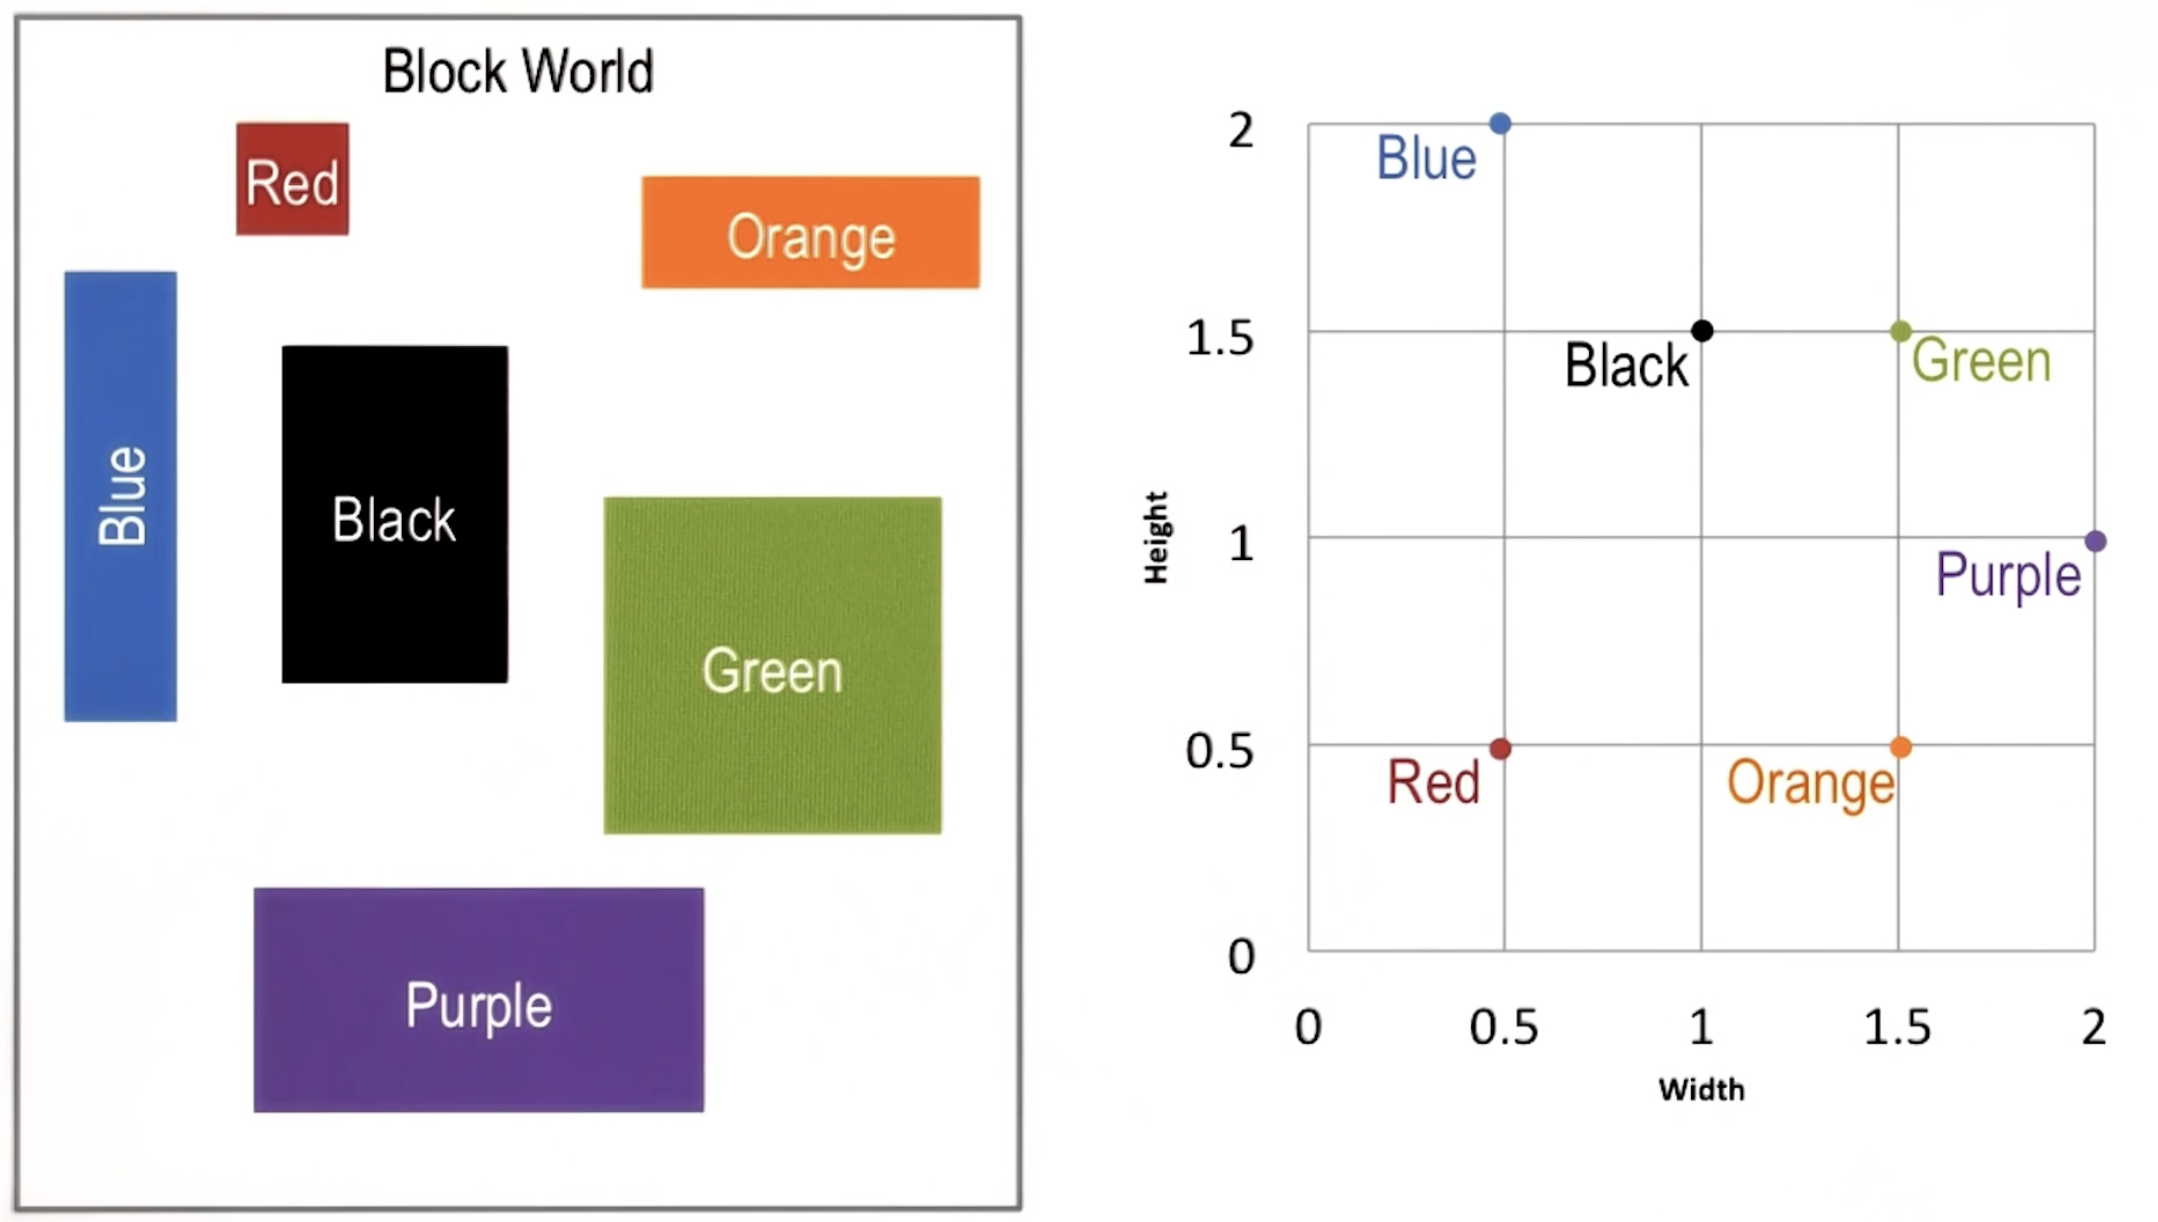 Block World
Red
Orange
Blue
Black
Green
Purple
2
Blue
1.5
Black
Green
Height
1
Purple
0.5
Red
Orange
0
0 0.5 1 1.5 2
Width